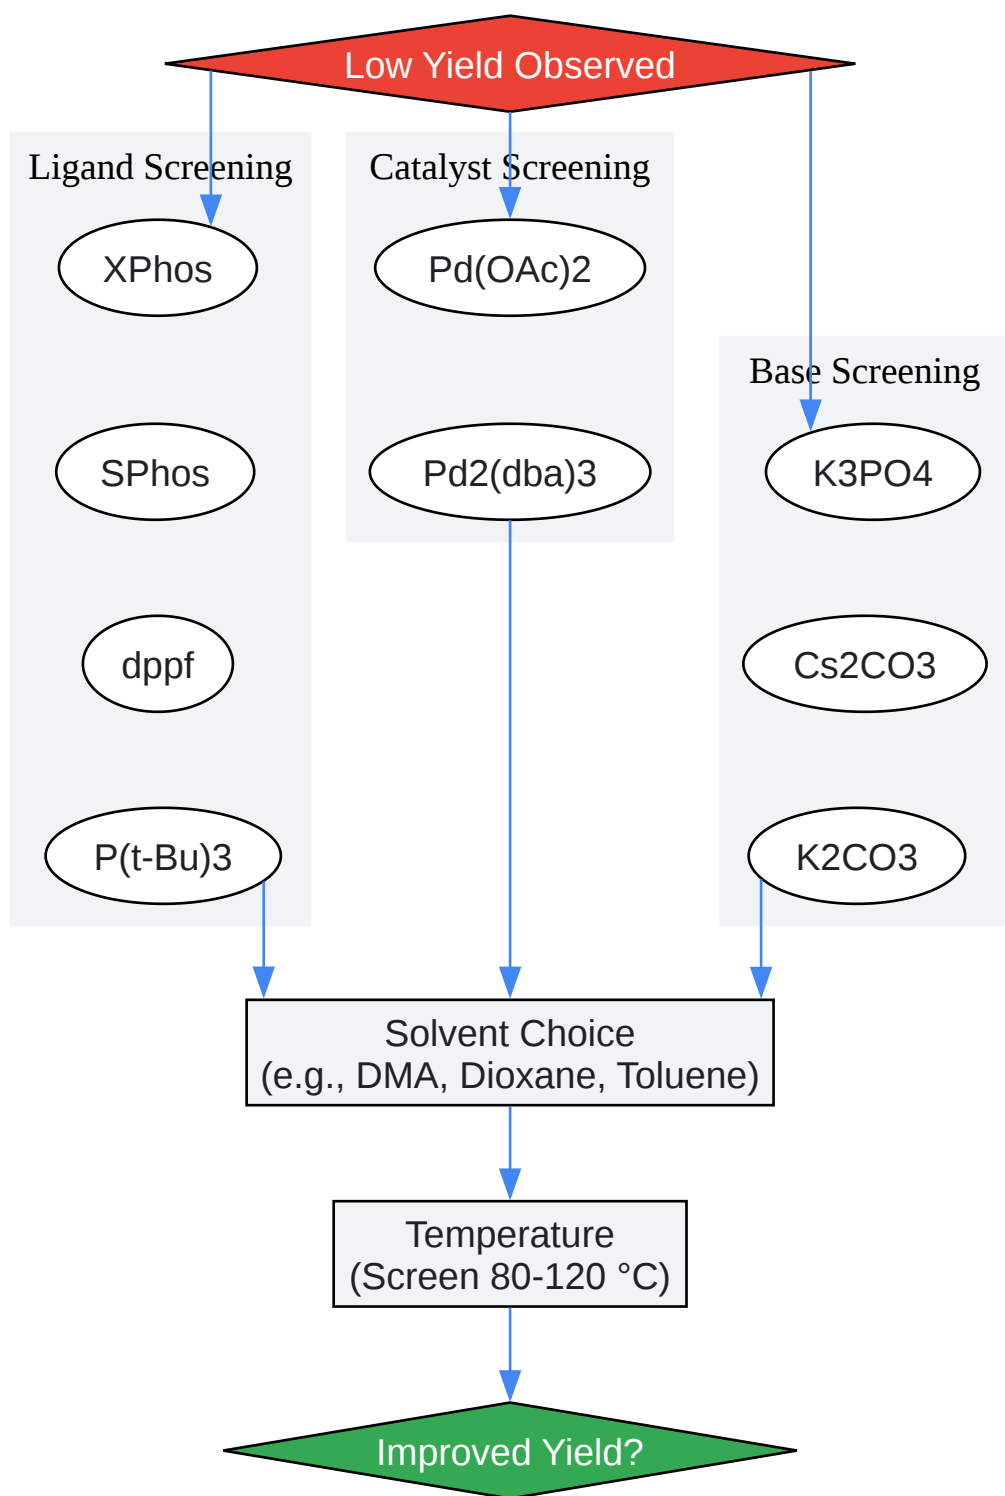 Low Yield Observed
Ligand Screening
XPhos
SPhos
dppf
P(t-Bu)3
Catalyst Screening
Pd(OAc)2
Pd2(dba)3
Base Screening
K3PO4
Cs2CO3
K2CO3
Solvent Choice
(e.g., DMA, Dioxane, Toluene)
Temperature
(Screen 80-120 °C)
Improved Yield?